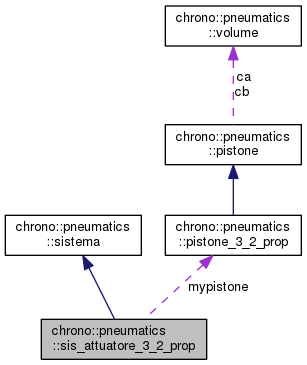 chrono::pneumatics
::volume
ca
cb
chrono::pneumatics
::pistone
chrono::pneumatics
::sistema
chrono::pneumatics
::pistone_3_2_prop
mypistone
chrono::pneumatics
::sis_attuatore_3_2_prop